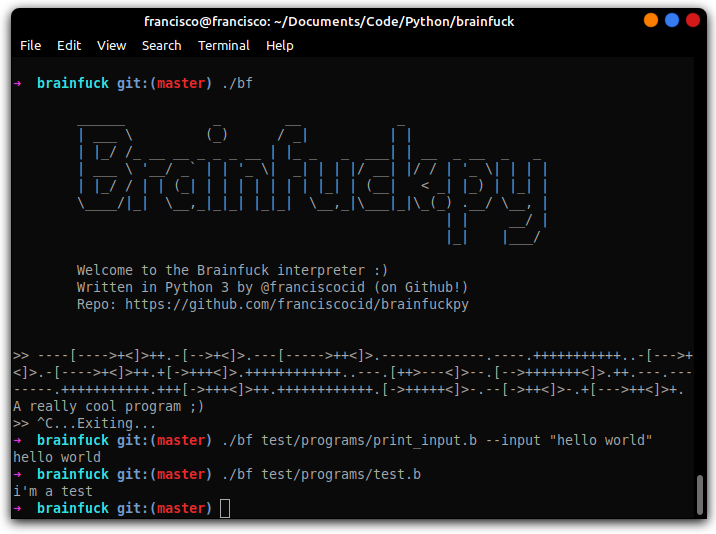 francisco@francisco: ~/Documents/Code/Python/brainfuck
File Edit View Search Terminal Help
➜ brainfuck git:(master) ./bf
Brainfuck.py
Welcome to the Brainfuck interpreter :)
Written in Python 3 by @franciscocid (on Github!)
Repo: https://github.com/franciscocid/brainfuckpy
>> ----[---->+<]>++.-[-->+<]>.---[----->++<]>.-------------.----.+++++++++++..-[--->+
<]>.-[---->+<]>++.+[->+++<]>.++++++++++++..---.[++>---<]>--.[-->+++++++<]>.++.---.---
-----.+++++++++++.+++[->+++<]>++.++++++++++++.[->+++++<]>-.--[->++<]>-.+[--->++<]>+.
A really cool program ;)
>> ^C...Exiting...
➜ brainfuck git:(master) ./bf test/programs/print_input.b --input "hello world"
hello world
➜ brainfuck git:(master) ./bf test/programs/test.b
i'm a test
➜ brainfuck git:(master)